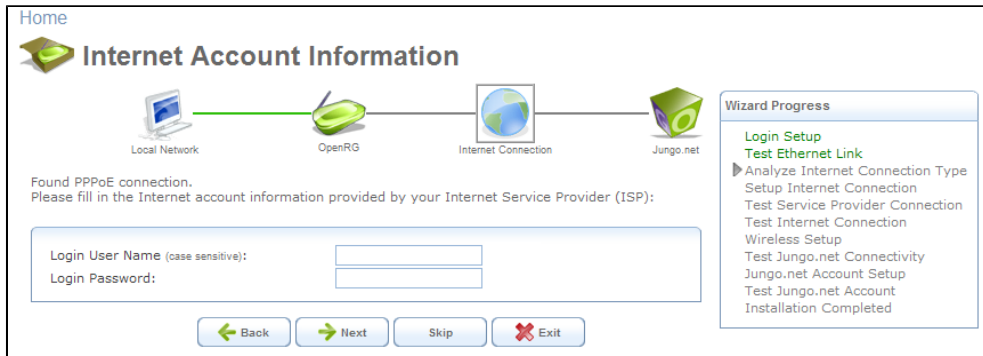 Home
Internet Account Information
Local Network
OpenRG
Internet Connection
Jungo.net
Found PPPoE connection.
Please fill in the Internet account information provided by your Internet Service Provider (ISP):
Login User Name (case sensitive):
Login Password:
Back
Next
Skip
Exit
Wizard Progress
Login Setup
Test Ethernet Link
Analyze Internet Connection Type
Setup Internet Connection
Test Service Provider Connection
Test Internet Connection
Wireless Setup
Test Jungo.net Connectivity
Jungo.net Account Setup
Test Jungo.net Account
Installation Completed